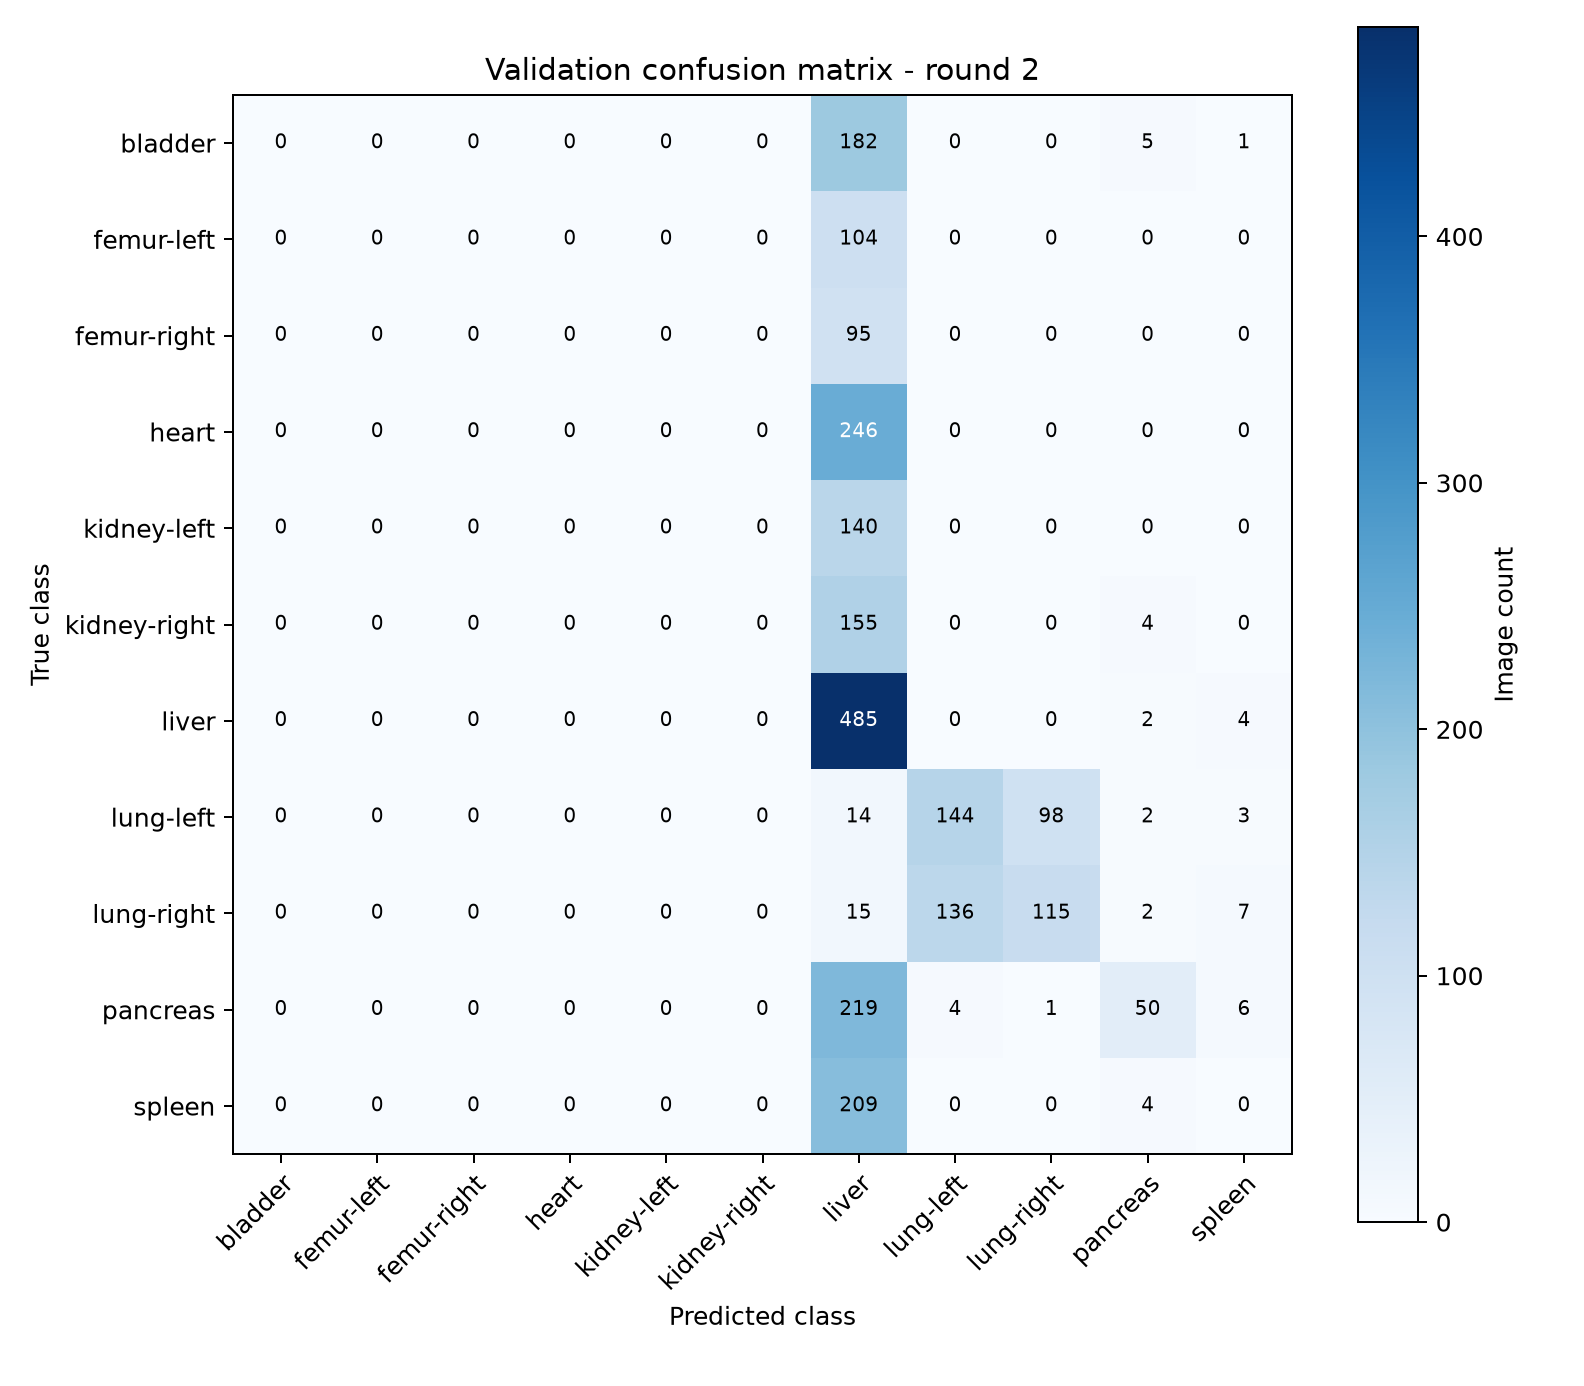 Validation confusion matrix - round 2
bladder 0 0 0 0 0 0 182 0 0 5 1
femur-left 0 0 0 0 0 0 104 0 0 0 0
femur-right 0 0 0 0 0 0 95 0 0 0 0
heart 0 0 0 0 0 0 246 0 0 0 0
kidney-left 0 0 0 0 0 0 140 0 0 0 0
kidney-right 0 0 0 0 0 0 155 0 0 4 0
liver 0 0 0 0 0 0 485 0 0 2 4
lung-left 0 0 0 0 0 0 14 144 98 2 3
lung-right 0 0 0 0 0 0 15 136 115 2 7
pancreas 0 0 0 0 0 0 219 4 1 50 6
spleen 0 0 0 0 0 0 209 0 0 4 0
True class
bladder femur-left femur-right heart kidney-left kidney-right liver lung-left lung-right pancreas spleen
Predicted class
400
300
200
100
0
Image count